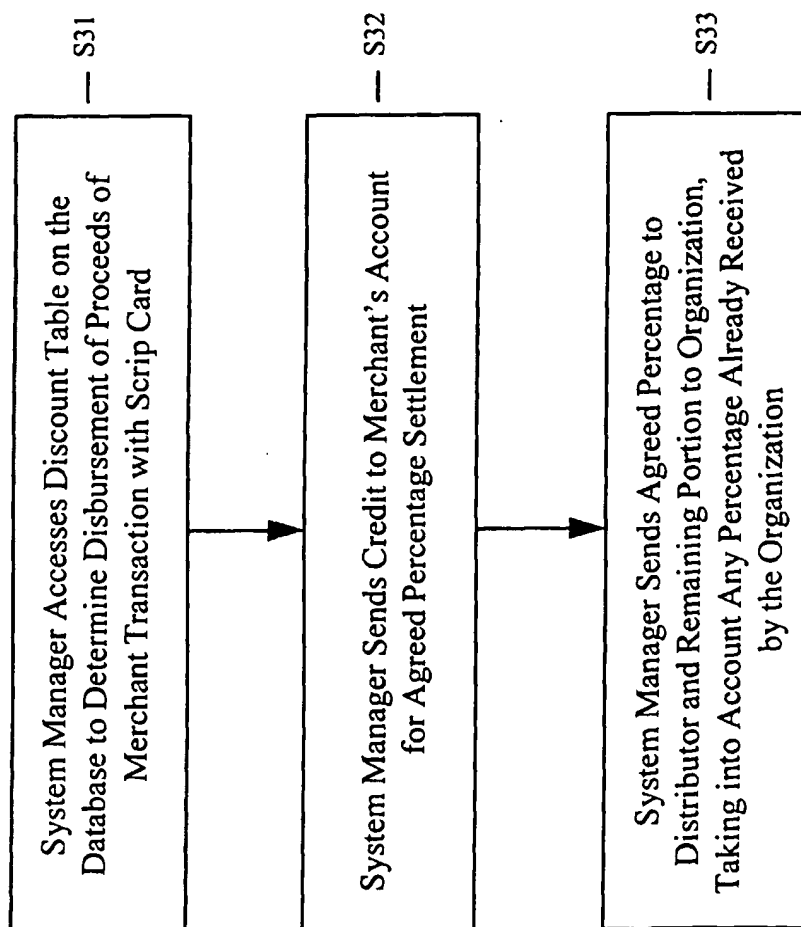 System Manager Accesses Discount Table on the
Database to Determine Disbursement of Proceeds of
Merchant Transaction with Scrip Card
S31
System Manager Sends Credit to Merchant's Account
for Agreed Percentage Settlement
S32
System Manager Sends Agreed Percentage to
Distributor and Remaining Portion to Organization,
Taking into Account Any Percentage Already Received
by the Organization
S33